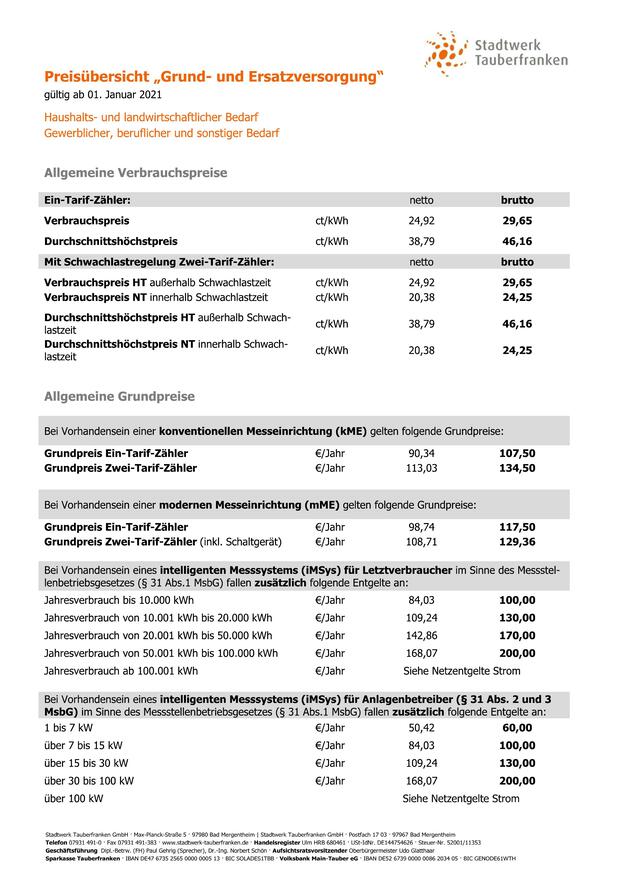 Stadtwerk
Tauberfranken
Preisübersicht „Grund- und Ersatzversorgung“
gültig ab 01. Januar 2021
Haushalts- und landwirtschaftlicher Bedarf
Gewerblicher, beruflicher und sonstiger Bedarf
Allgemeine Verbrauchspreise
Ein-Tarif-Zähler: netto brutto
Verbrauchspreis ct/kWh 24,92 29,65
Durchschnittshöchstpreis ct/kWh 38,79 46,16
Mit Schwachlastregelung Zwei-Tarif-Zähler: netto brutto
Verbrauchspreis HT außerhalb Schwachlastzeit ct/kWh 24,92 29,65
Verbrauchspreis NT innerhalb Schwachlastzeit ct/kWh 20,38 24,25
Durchschnittshöchstpreis HT außerhalb Schwach-
lastzeit ct/kWh 38,79 46,16
Durchschnittshöchstpreis NT innerhalb Schwach-
lastzeit ct/kWh 20,38 24,25
Allgemeine Grundpreise
Bei Vorhandensein einer konventionellen Messeinrichtung (kME) gelten folgende Grundpreise:
Grundpreis Ein-Tarif-Zähler €/Jahr 90,34 107,50
Grundpreis Zwei-Tarif-Zähler €/Jahr 113,03 134,50
Bei Vorhandensein einer modernen Messeinrichtung (mME) gelten folgende Grundpreise:
Grundpreis Ein-Tarif-Zähler €/Jahr 98,74 117,50
Grundpreis Zwei-Tarif-Zähler (inkl. Schaltgerät) €/Jahr 108,71 129,36
Bei Vorhandensein eines intelligenten Messsystems (iMSys) für Letztverbraucher im Sinne des Messstel-
lenbetriebsgesetzes (§ 31 Abs.1 MsbG) fallen zusätzlich folgende Entgelte an:
Jahresverbrauch bis 10.000 kWh €/Jahr 84,03 100,00
Jahresverbrauch von 10.001 kWh bis 20.000 kWh €/Jahr 109,24 130,00
Jahresverbrauch von 20.001 kWh bis 50.000 kWh €/Jahr 142,86 170,00
Jahresverbrauch von 50.001 kWh bis 100.000 kWh €/Jahr 168,07 200,00
Jahresverbrauch ab 100.001 kWh €/Jahr Siehe Netzentgelte Strom
Bei Vorhandensein eines intelligenten Messsystems (iMSys) für Anlagenbetreiber (§ 31 Abs. 2 und 3
MsbG) im Sinne des Messstellenbetriebsgesetzes (§ 31 Abs.1 MsbG) fallen zusätzlich folgende Entgelte an:
1 bis 7 kW €/Jahr 50,42 60,00
über 7 bis 15 kW €/Jahr 84,03 100,00
über 15 bis 30 kW €/Jahr 109,24 130,00
über 30 bis 100 kW €/Jahr 168,07 200,00
über 100 kW Siehe Netzentgelte Strom
Stadtwerk Tauberfranken GmbH · Max-Planck-Straße 5 · 97980 Bad Mergentheim | Stadtwerk Tauberfranken GmbH · Postfach 17 03 · 97967 Bad Mergentheim
Telefon 07931 491-0 · Fax 07931 491-383 · www.stadtwerk-tauberfranken.de · Handelsregister Ulm HRB 680461 · USt-IdNr. DE144754626 · Steuer-Nr. 52001/11353
Geschäftsführung Dipl.-Betrw. (FH) Paul Gehrig (Sprecher), Dr.-Ing. Norbert Schön · Aufsichtsratsvorsitzender Oberbürgermeister Udo Glatthaar
Sparkasse Tauberfranken · IBAN DE47 6735 2565 0000 0005 13 · BIC SOLADES1TBB · Volksbank Main-Tauber eG · IBAN DE52 6739 0000 0086 2034 05 · BIC GENODE61WTH